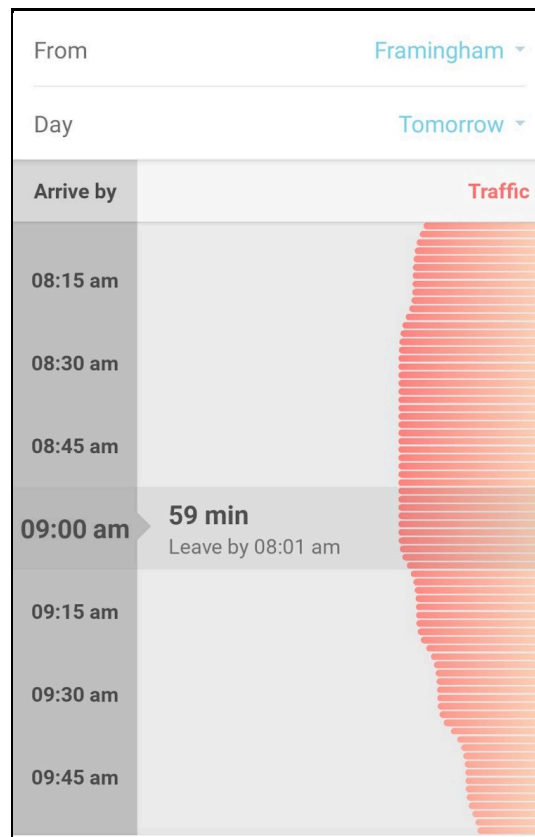 From Framingham
Day Tomorrow
Arrive by Traffic
08:15 am
08:30 am
08:45 am
09:00 am 59 min
Leave by 08:01 am
09:15 am
09:30 am
09:45 am